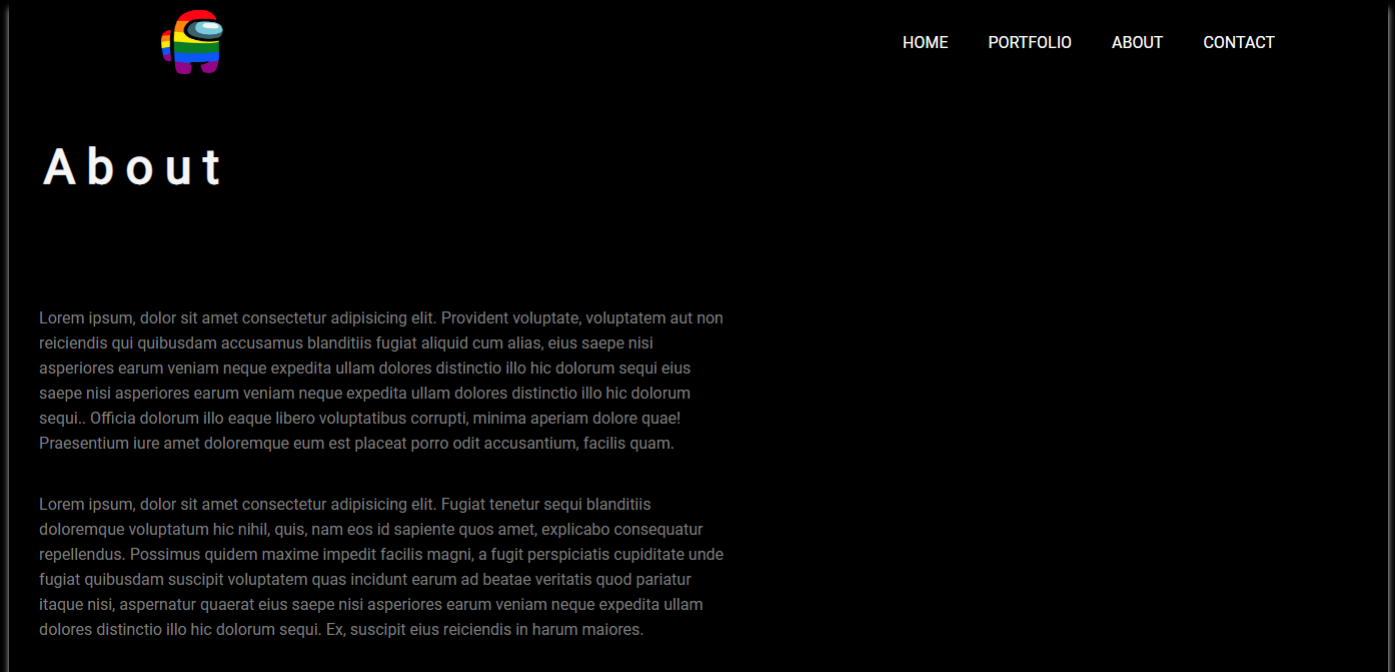 HOME PORTFOLIO ABOUT CONTACT
About
Lorem ipsum, dolor sit amet consectetur adipisicing elit. Provident voluptate, voluptatem aut non
reiciendis qui quibusdam accusamus blanditiis fugiat aliquid cum alias, eius saepe nisi
asperiores earum veniam neque expedita ullam dolores distinctio illo hic dolorum sequi eius
saepe nisi asperiores earum veniam neque expedita ullam dolores distinctio illo hic dolorum
sequi.. Officia dolorum illo eaque libero voluptatibus corrupti, minima aperiam dolore quae!
Praesentium iure amet doloremque eum est placeat porro odit accusantium, facilis quam.
Lorem ipsum, dolor sit amet consectetur adipisicing elit. Fugiat tenetur sequi blanditiis
doloremque voluptatum hic nihil, quis, nam eos id sapiente quos amet, explicabo consequatur
repellendus. Possimus quidem maxime impedit facilis magni, a fugit perspiciatis cupiditate unde
fugiat quibusdam suscipit voluptatem quas incidunt earum ad beatae veritatis quod pariatur
itaque nisi, aspernatur quaerat eius saepe nisi asperiores earum veniam neque expedita ullam
dolores distinctio illo hic dolorum sequi. Ex, suscipit eius reiciendis in harum maiores.